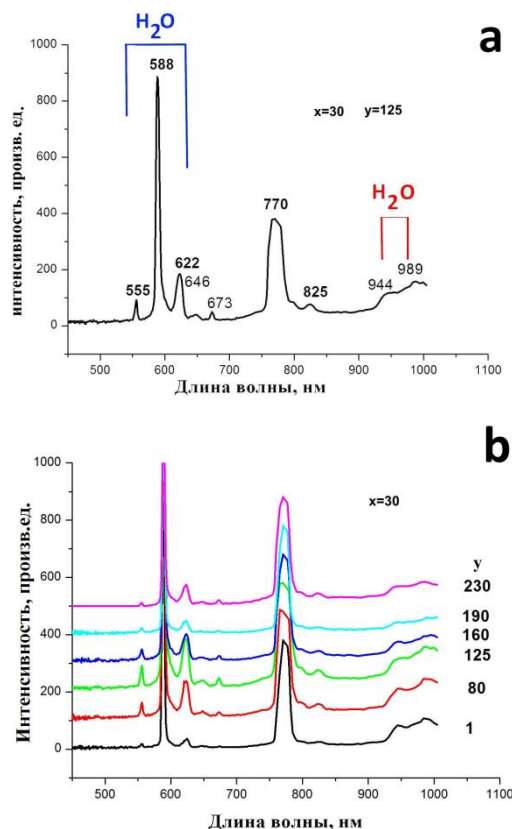 H₂O
a
1000
588
x=30 y=125
800
H₂O
600
400
770
200
622
646
555
673
825
944
989
0
интенсивность, произв. ед.
500 600 700 800 900 1000 1100
Длина волны, нм
b
1000
x=30
800
y
600
230
190
400
160
125
200
80
1
0
Интенсивность, произв.ед.
500 600 700 800 900 1000 1100
Длина волны, нм